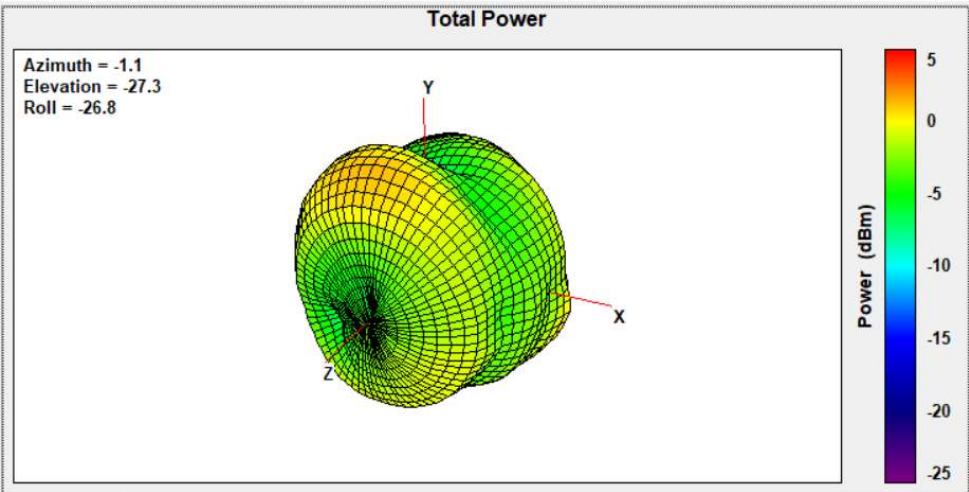 Total Power
Azimuth = -1.1
Elevation = -27.3
Roll = -26.8
Y
X
Z
5
0
-5
-10
-15
-20
-25
Power (dBm)